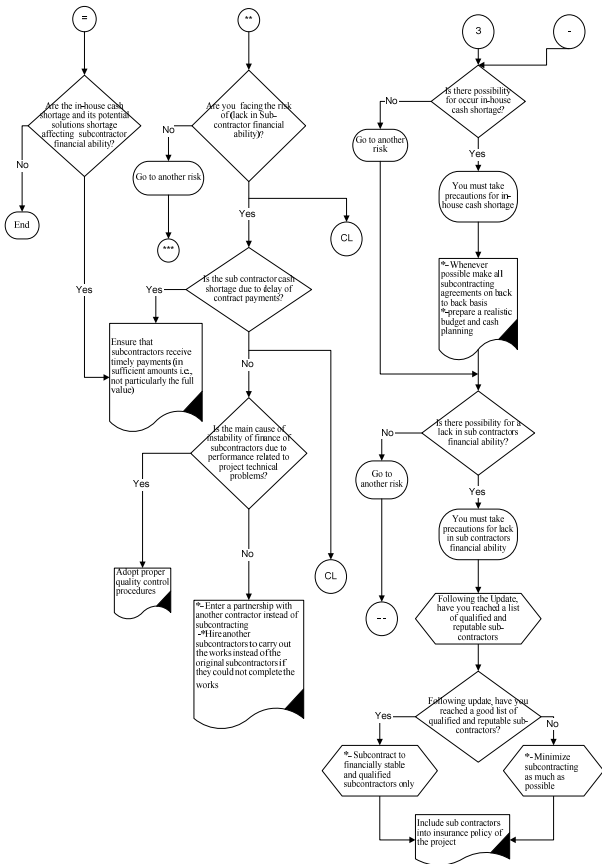 =
Are the in-house cash
shortage and its potential
solutions shortage
affecting subcontractor
financial ability?
No
End
Yes
**
Are you facing the risk
of (lack in Sub-
contractor financial
ability)?
No
Go to another risk
***
Yes
CL
Is the sub contractor cash
shortage due to delay of
contract payments?
Yes
Ensure that
subcontractors receive
timely payments (in
sufficient amounts i.e.,
not particularly the full
value)
No
Is the main cause of
instability of finance of
subcontractors due to
performance related to
project technical
problems?
Yes
Adopt proper
quality control
procedures
No
CL
*- Enter a partnership with
another contractor instead of
subcontracting
-*Hire another
subcontractors to carry out
the works instead of the
original subcontractors if
they could not complete the
works
3
-
Is there possibility
for occur in-house
cash shortage?
No
Go to another
risk
Yes
You must take
precautions for in-
house cash shortage
*- Whenever
possible make all
subcontracting
agreements on back
to back basis
*-prepare a realistic
budget and cash
planning
Is there possibility for a
lack in sub contractors
financial ability?
No
Go to
another risk
--
Yes
You must take
precautions for lack
in sub contractors
financial ability
Following the Update,
have you reached a list
of qualified and
reputable sub-
contractors
Following update, have you
reached a good list of
qualified and reputable sub-
contractors?
Yes
No
*- Subcontract to
financially stable
and qualified
subcontractors only
*- Minimize
subcontracting
as much as
possible
Include sub contractors
into insurance policy of
the project